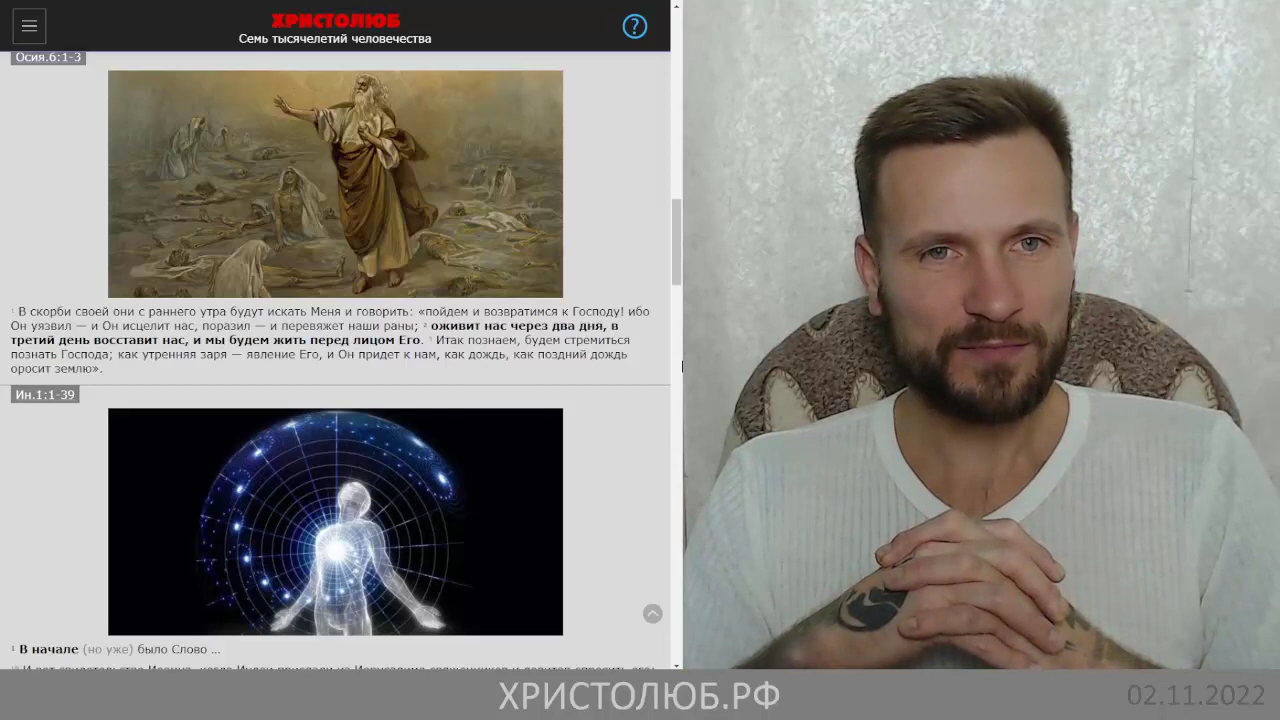 ХРИСТОЛЮБ
Семь тысячелетий человечества
?
Осия.6:1-3
¹ В скорби своей они с раннего утра будут искать Меня и говорить: «пойдем и возвратимся к Господу! ибо
Он уязвил — и Он исцелит нас, поразил — и перевяжет наши раны; ² оживит нас через два дня, в
третий день восставит нас, и мы будем жить перед лицом Его. ³ Итак познаем, будем стремиться
познать Господа; как утренняя заря — явление Его, и Он придет к нам, как дождь, как поздний дождь
оросит землю».
Ин.1:1-39
¹ В начале (но уже) было Слово ...
ХРИСТОЛЮБ.РФ
02.11.2022